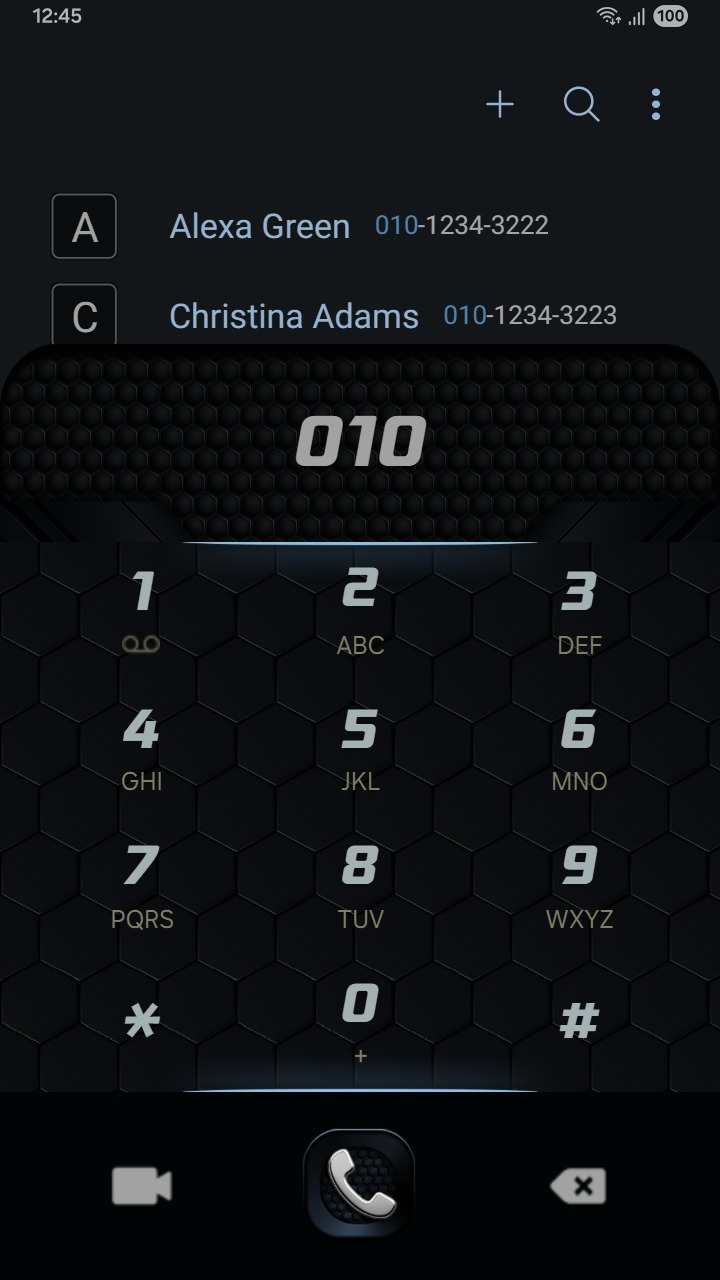 12:45 100
A Alexa Green 010-1234-3222
C Christina Adams 010-1234-3223
010
1 2 3
ABC DEF
4 5 6
GHI JKL MNO
7 8 9
PQRS TUV WXYZ
* 0 #
+